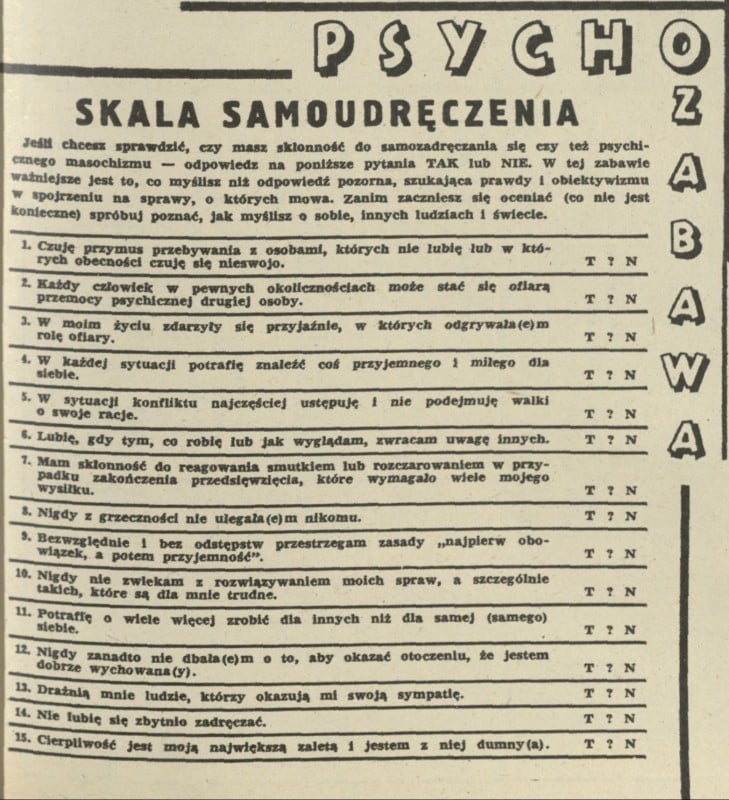 PSYCHOZABAWA
SKALA SAMOUDRĘCZENIA
Jeśli chcesz sprawdzić, czy masz skłonność do samozadręczania się czy też psychi-
cznego masochizmu — odpowiedz na poniższe pytania TAK lub NIE. W tej zabawie
ważniejsze jest to, co myślisz niż odpowiedź pozorna, szukająca prawdy i obiektywizmu
w spojrzeniu na sprawy, o których mowa. Zanim zaczniesz się oceniać (co nie jest
konieczne) spróbuj poznać, jak myślisz o sobie, innych ludziach i świecie.
1. Czuję przymus przebywania z osobami, których nie lubię lub w któ-
rych obecności czuję się nieswojo. T ? N
2. Każdy człowiek w pewnych okolicznościach może stać się ofiarą
przemocy psychicznej drugiej osoby. T ? N
3. W moim życiu zdarzyły się przyjaźnie, w których odgrywała(e)m
rolę ofiary. T ? N
4. W każdej sytuacji potrafię znaleźć coś przyjemnego i miłego dla
siebie. T ? N
5. W sytuacji konfliktu najczęściej ustępuję i nie podejmuję walki
o swoje racje. T ? N
6. Lubię, gdy tym, co robię lub jak wyglądam, zwracam uwagę innych. T ? N
7. Mam skłonność do reagowania smutkiem lub rozczarowaniem w przy-
padku zakończenia przedsięwzięcia, które wymagało wiele mojego
wysiłku. T ? N
8. Nigdy z grzeczności nie uległa(e)m nikomu. T ? N
9. Bezwzględnie i bez odstępstw przestrzegam zasady „najpierw obo-
wiązek, a potem przyjemność". T ? N
10. Nigdy nie zwlekam z rozwiązywaniem moich spraw, a szczególnie
takich, które są dla mnie trudne. T ? N
11. Potraffię o wiele więcej zrobić dla innych niż dla samej (samego)
siebie. T ? N
12. Nigdy zanadto nie dbała(e)m o to, aby okazać otoczeniu, że jestem
dobrze wychowana(y). T ? N
13. Drażnią mnie ludzie, którzy okazują mi swoją sympatię. T ? N
14. Nie lubię się zbytnio zadręczać. T ? N
15. Cierpliwość jest moją największą zaletą i jestem z niej dumny(a). T ? N